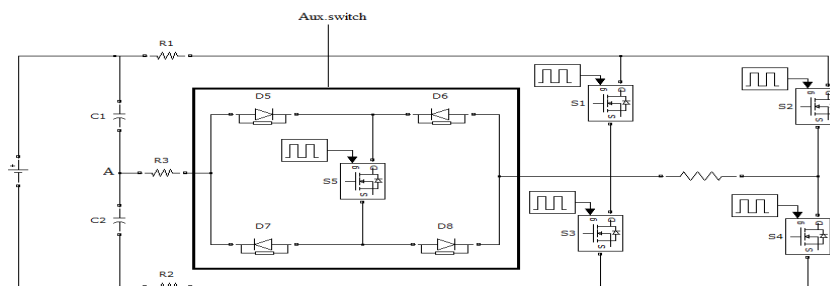 Aux.switch
R1
D5
D6
C1
S1
S2
g
D
S
g
D
S
A
R3
S5
g
D
S
C2
D7
D8
S3
S4
g
D
S
g
D
S
R2